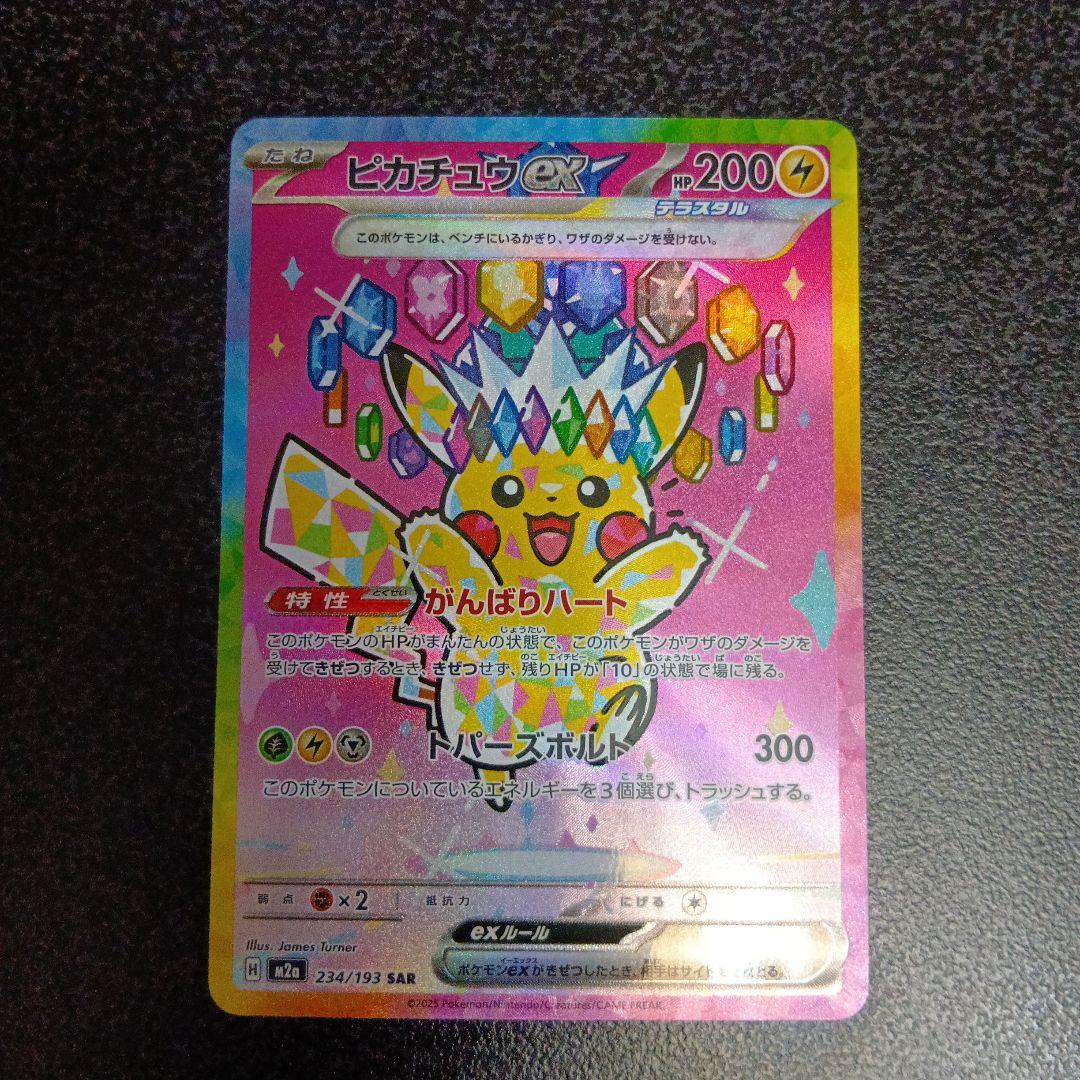 たね ピカチュウex HP200
テラスタル
このポケモンは、ベンチにいるかぎり、ワザのダメージを受けない。
特性 とくせい がんばりハート
このポケモンのHPがまんたんの状態で、このポケモンがワザのダメージを
受けてきぜつするとき、きぜつせず、残りHPが「10」の状態で場に残る。
トパーズボルト 300
このポケモンについているエネルギーを3個選び、トラッシュする。
弱点 ×2 抵抗力 にげる
exルール
ポケモンexがきぜつしたとき、相手はサイドを2枚とる。
Illus. James Turner
H M2a 234/193 SAR
©2025 Pokémon/Nintendo/Creatures/GAME FREAK.